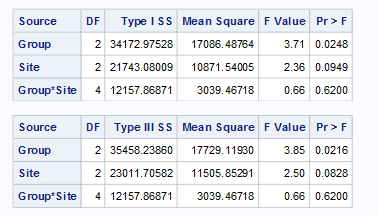 Source DF Type I SS Mean Square F Value Pr > F
Group 2 34172.97528 17086.48764 3.71 0.0248
Site 2 21743.08009 10871.54005 2.36 0.0949
Group*Site 4 12157.86871 3039.46718 0.66 0.6200
Source DF Type III SS Mean Square F Value Pr > F
Group 2 35458.23860 17729.11930 3.85 0.0216
Site 2 23011.70582 11505.85291 2.50 0.0828
Group*Site 4 12157.86871 3039.46718 0.66 0.6200